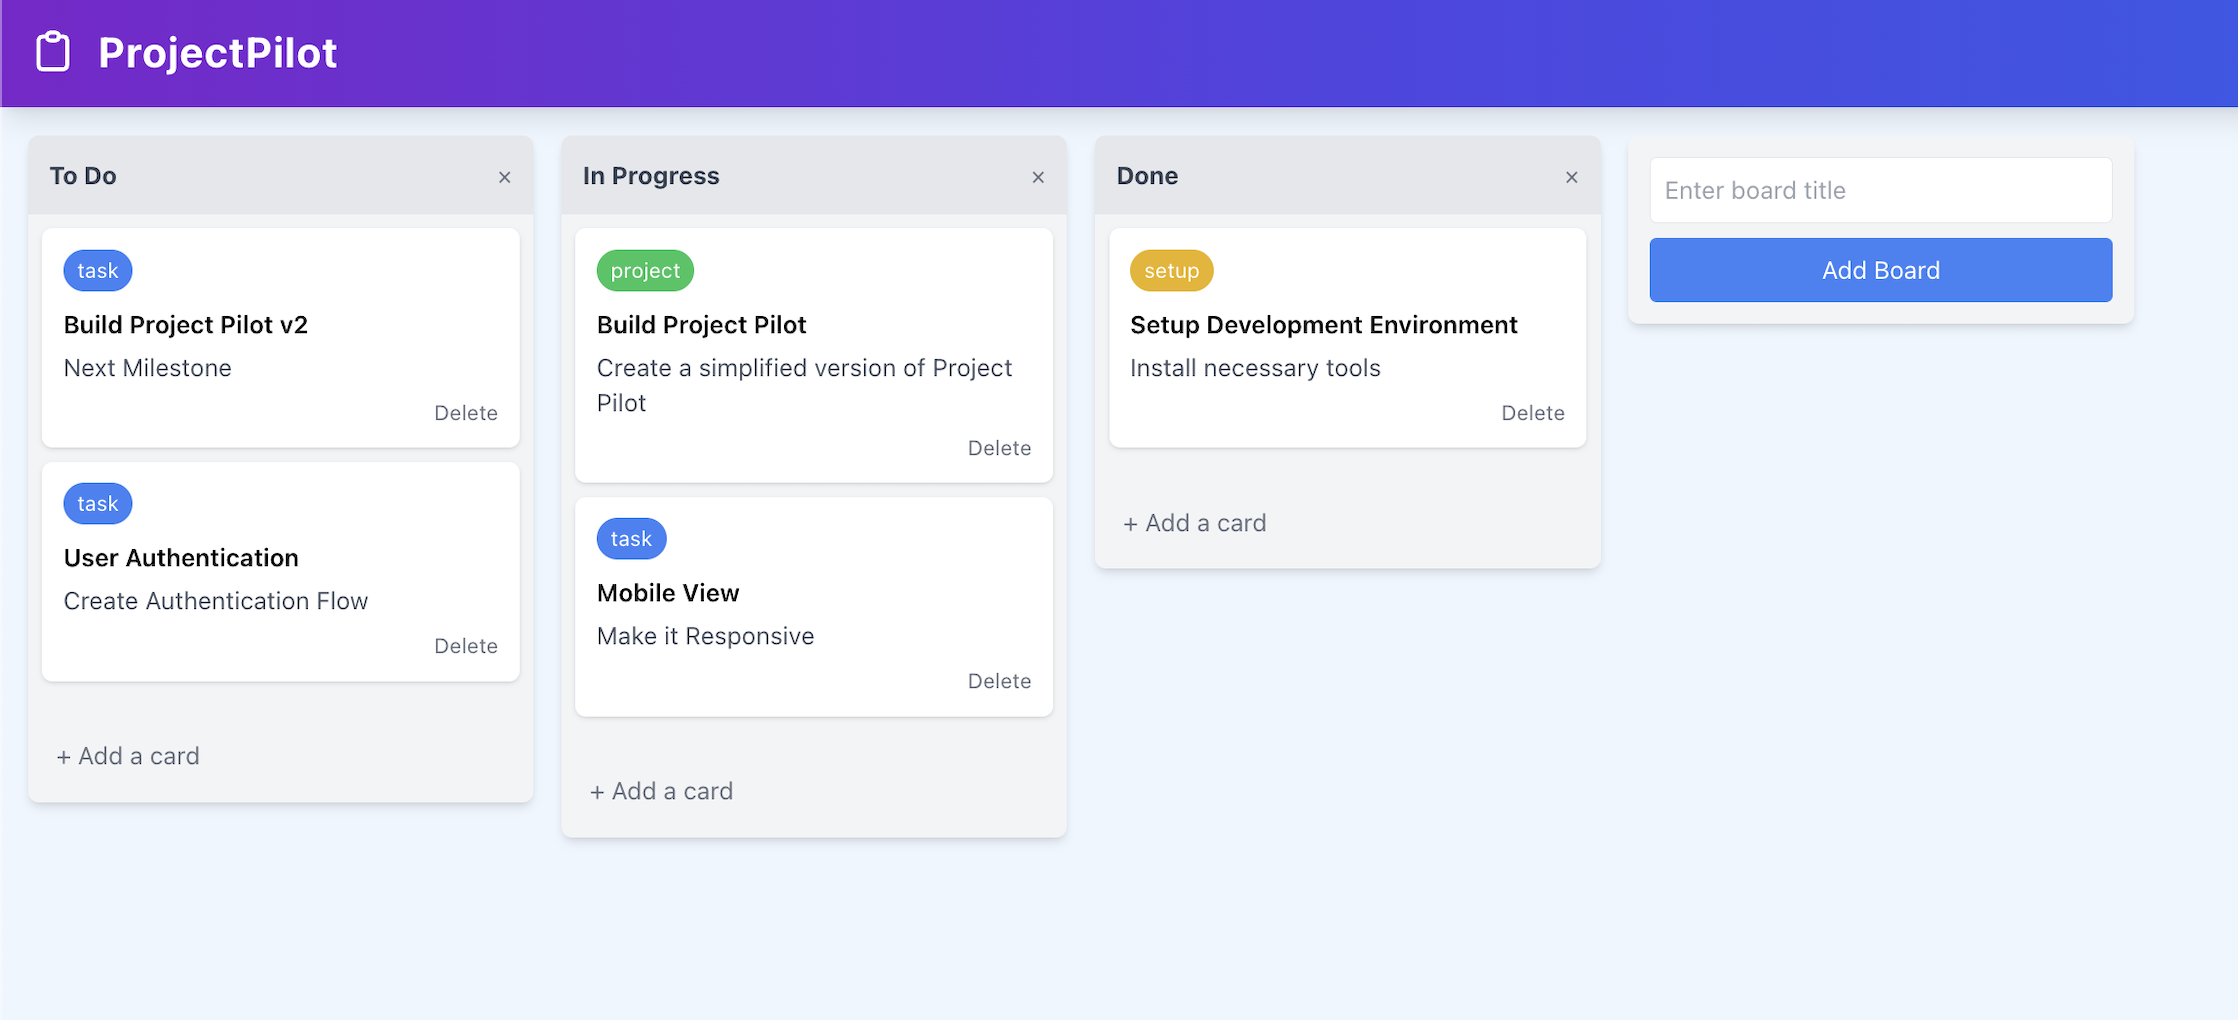 ProjectPilot
To Do ×
task
Build Project Pilot v2
Next Milestone
Delete
task
User Authentication
Create Authentication Flow
Delete
+ Add a card
In Progress ×
project
Build Project Pilot
Create a simplified version of Project
Pilot
Delete
task
Mobile View
Make it Responsive
Delete
+ Add a card
Done ×
setup
Setup Development Environment
Install necessary tools
Delete
+ Add a card
Enter board title
Add Board